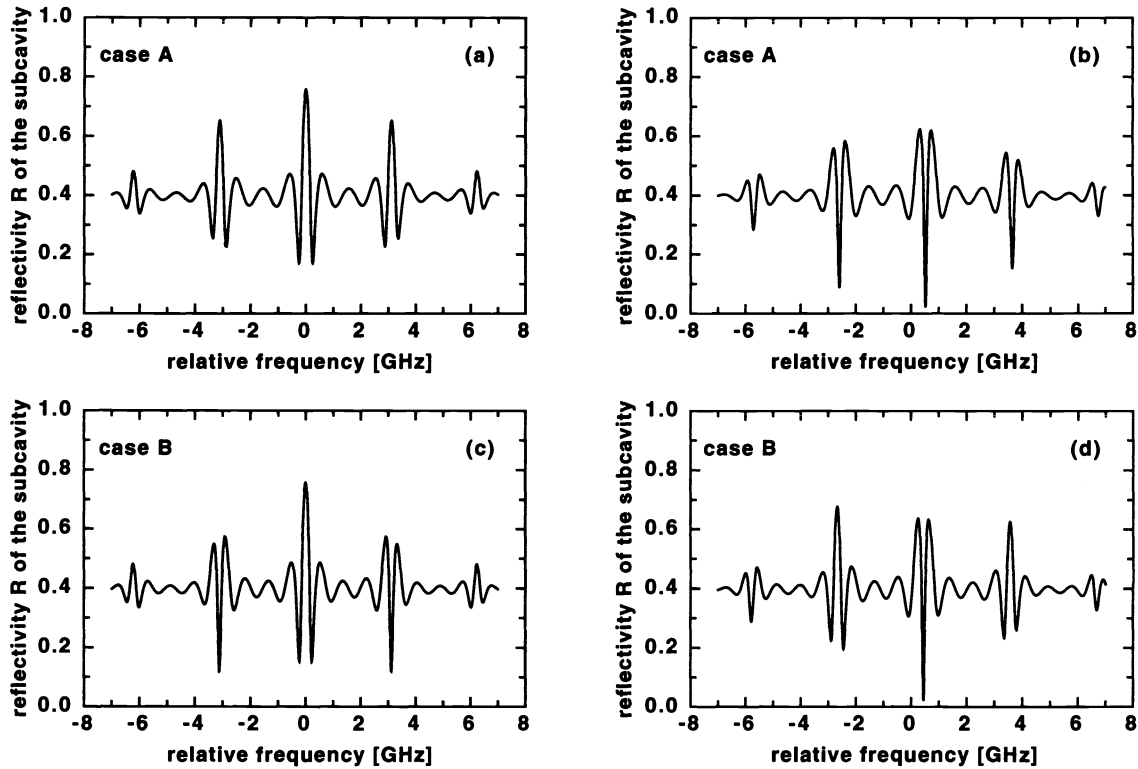 reflectivity R of the subcavity
1.0
0.8
0.6
0.4
0.2
0.0
case A
(a)
-8 -6 -4 -2 0 2 4 6 8
relative frequency [GHz]
reflectivity R of the subcavity
1.0
0.8
0.6
0.4
0.2
0.0
case A
(b)
-8 -6 -4 -2 0 2 4 6 8
relative frequency [GHz]
reflectivity R of the subcavity
1.0
0.8
0.6
0.4
0.2
0.0
case B
(c)
-8 -6 -4 -2 0 2 4 6 8
relative frequency [GHz]
reflectivity R of the subcavity
1.0
0.8
0.6
0.4
0.2
0.0
case B
(d)
-8 -6 -4 -2 0 2 4 6 8
relative frequency [GHz]